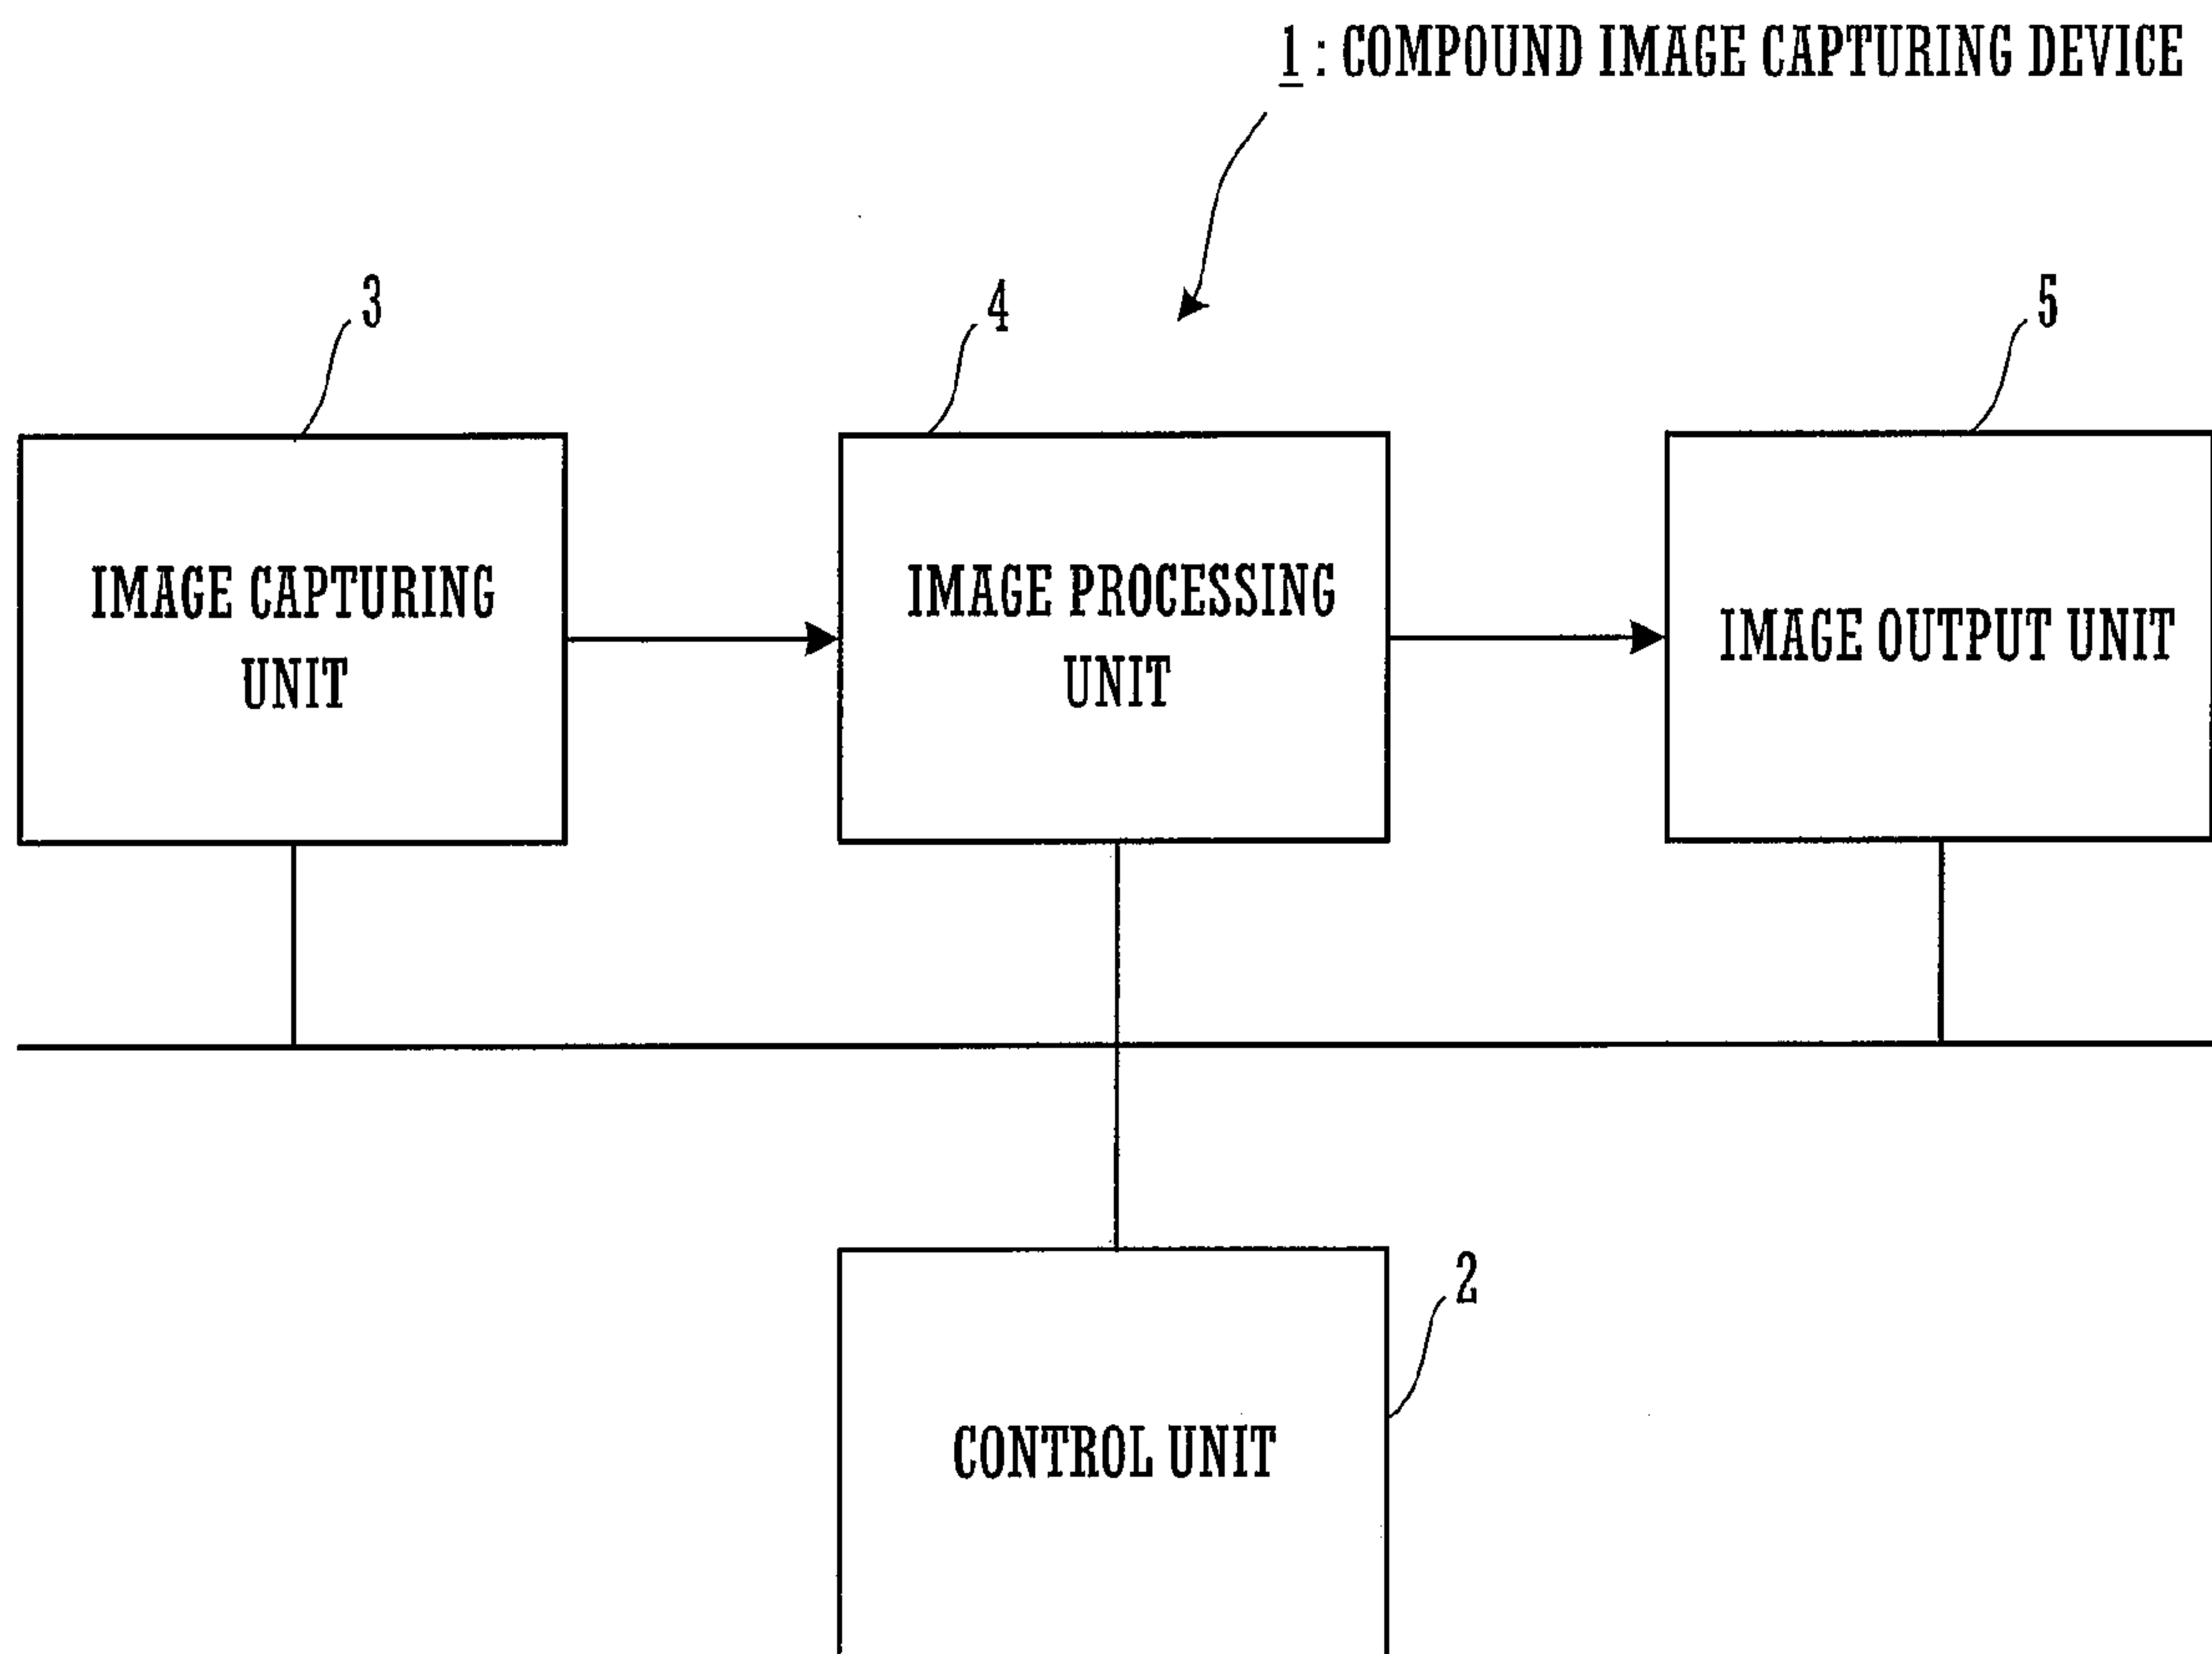 1 : COMPOUND IMAGE CAPTURING DEVICE
3
4
5
IMAGE CAPTURING
UNIT
IMAGE PROCESSING
UNIT
IMAGE OUTPUT UNIT
2
CONTROL UNIT